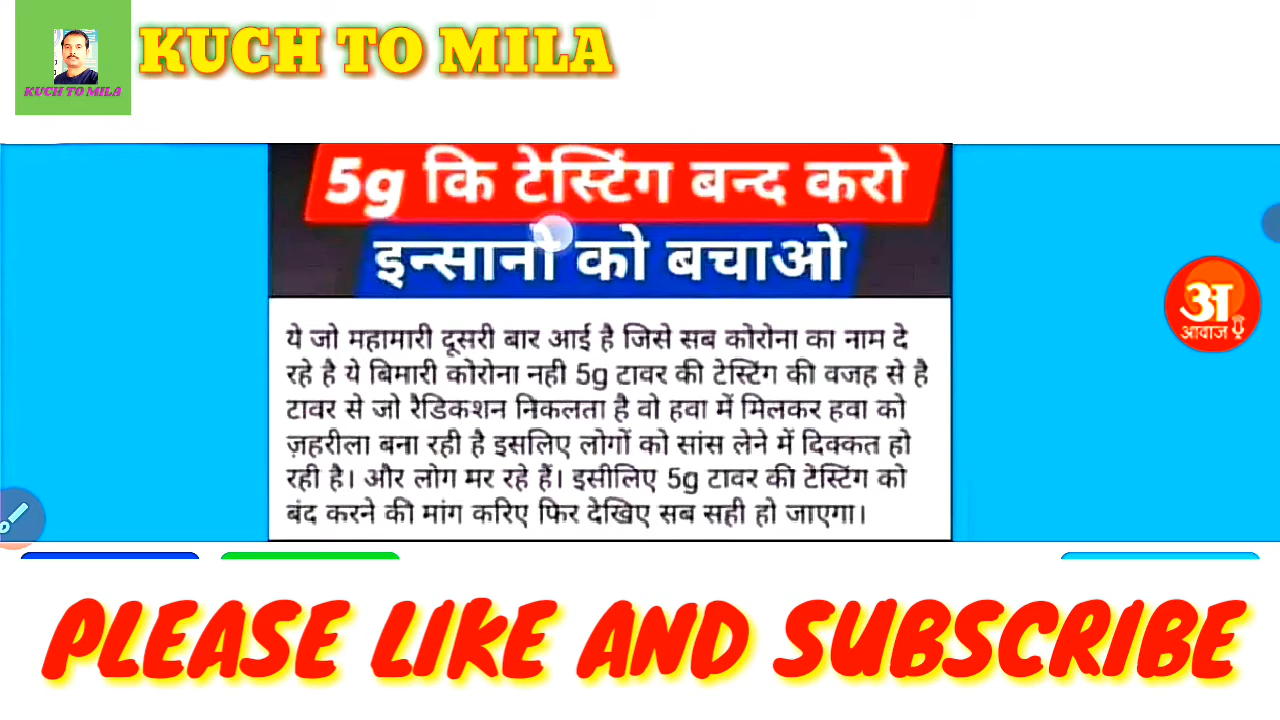 KUCH TO MILA
KUCH TO MILA
5g कि टेस्टिंग बन्द करो
इन्सानो को बचाओ
ये जो महामारी दूसरी बार आई है जिसे सब कोरोना का नाम दे
रहे है ये बिमारी कोरोना नही 5g टावर की टेस्टिंग की वजह से है
टावर से जो रैडिकशन निकलता है वो हवा में मिलकर हवा को
ज़हरीला बना रही है इसलिए लोगों को सांस लेने में दिक्कत हो
रही है। और लोग मर रहे हैं। इसीलिए 5g टावर की टेस्टिंग को
बंद करने की मांग करिए फिर देखिए सब सही हो जाएगा।
अ
आवाज
PLEASE LIKE AND SUBSCRIBE